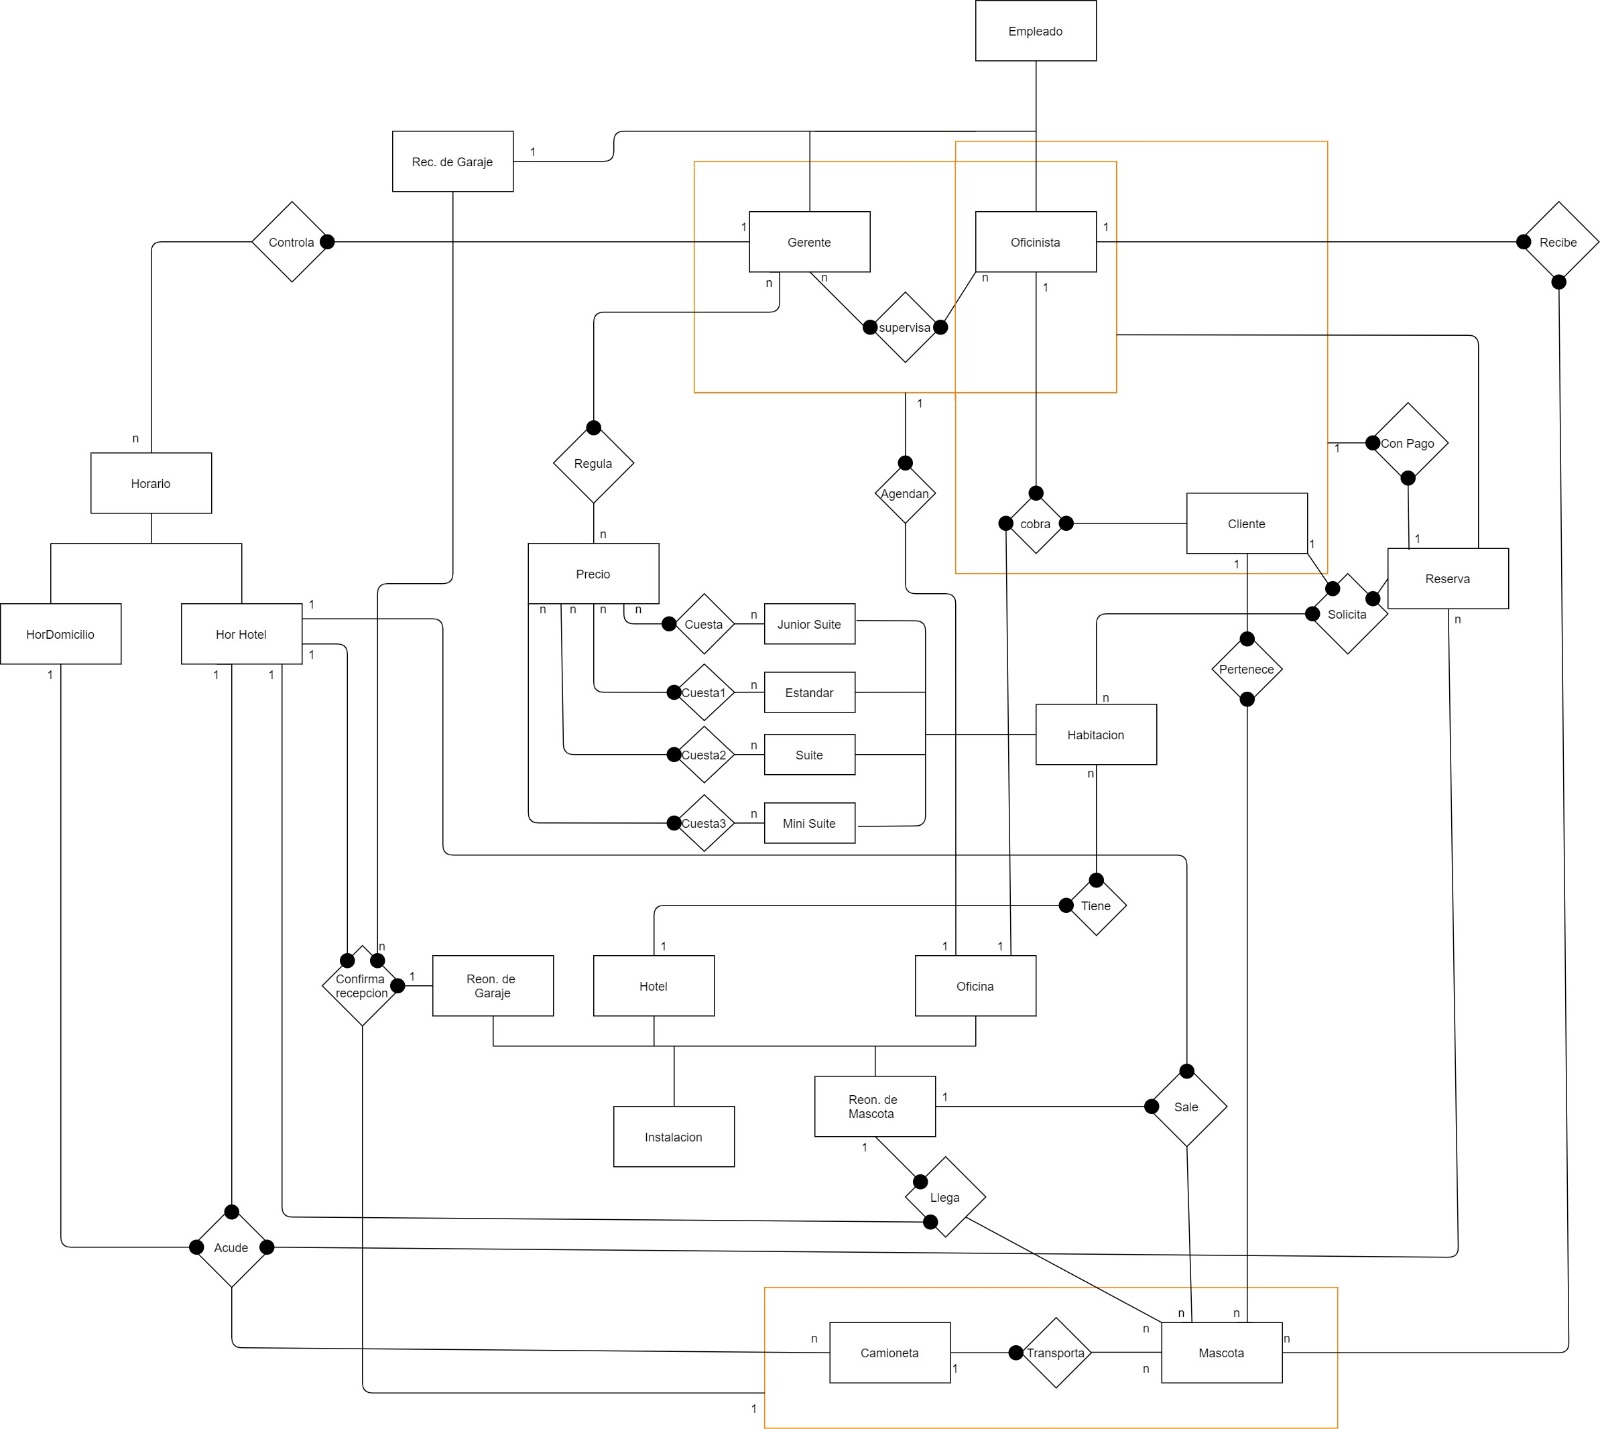 Empleado
1
Rec. de Garaje
Controla
1
Gerente
Oficinista
1
Recibe
n
n
n
1
supervisa
1
n
Con Pago
1
Regula
Agendan
Horario
Cliente
cobra
n
1
1
1
Precio
Reserva
n
n
n
n
1
HorDomicilio
Hor Hotel
Cuesta
n
Junior Suite
Solicita
n
1
1
1
1
Pertenece
Cuesta1
n
Estandar
n
Habitacion
Cuesta2
n
Suite
n
Cuesta3
n
Mini Suite
Tiene
n
1
1
1
Confirma
recepcion
1
Reon. de
Garaje
Hotel
Oficina
Reon. de
Mascota
1
Sale
Instalacion
1
Llega
Acude
n
n
n
n
n
Camioneta
Transporta
Mascota
1
n
1